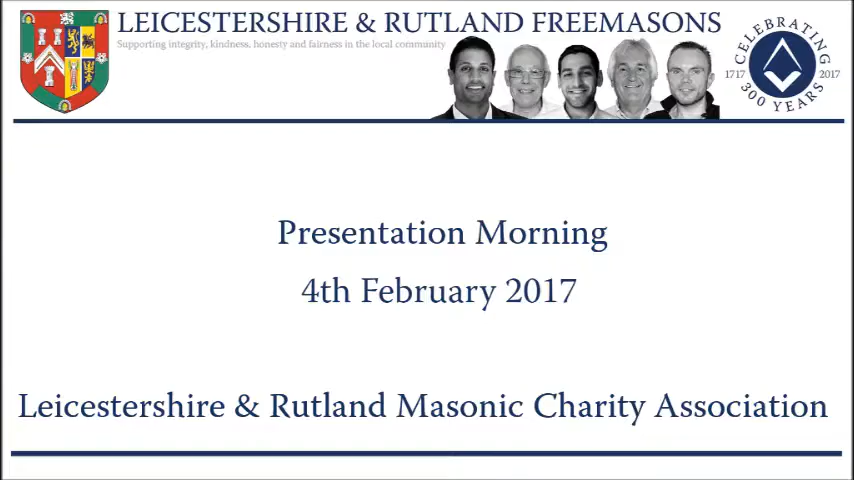 LEICESTERSHIRE & RUTLAND FREEMASONS
Supporting integrity, kindness, honesty and fairness in the local community
CELEBRATING
1717 2017
300 YEARS
Presentation Morning
4th February 2017
Leicestershire & Rutland Masonic Charity Association